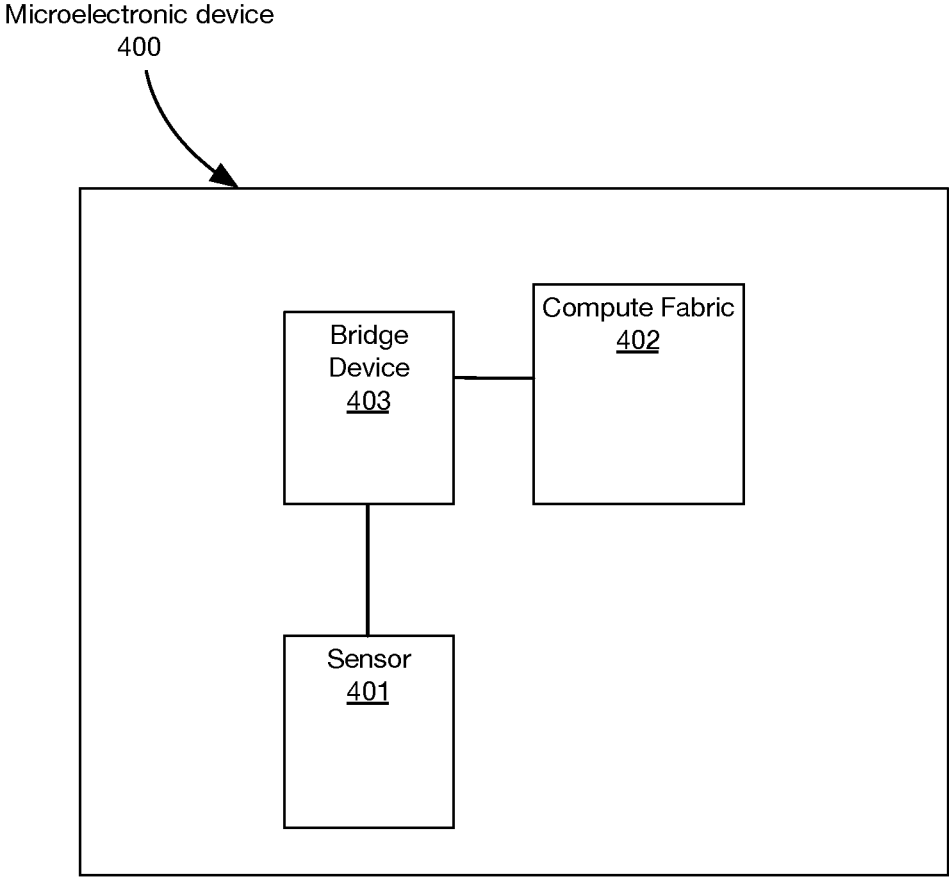 Microelectronic device
400
Bridge
Device
403
Compute Fabric
402
Sensor
401